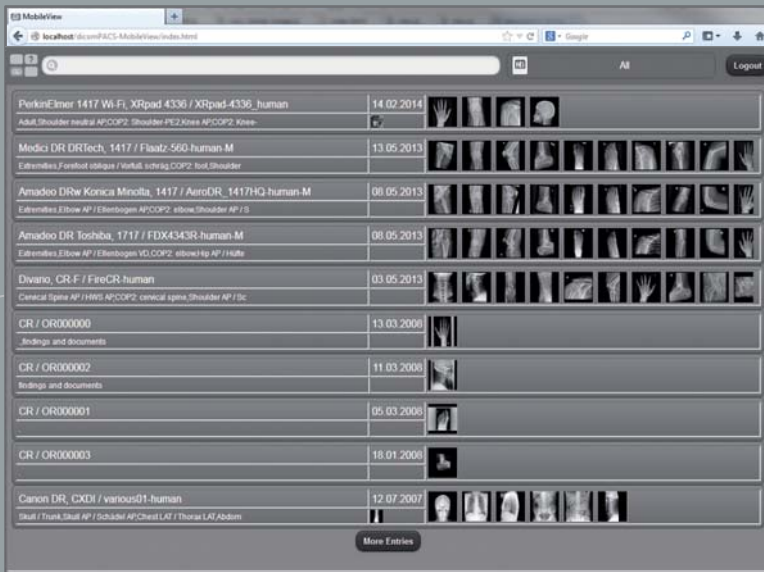 MobileView
localhost/dicomPACS-MobileView/index.html
Google
All
Logout
PerkinElmer 1417 Wi-Fi, XRpad 4336 / XRpad-4336_human 14.02.2014
Adult,Shoulder neutral AP,COP2: Shoulder-PE2,Knee AP,COP2: Knee-
Medici DR DRTech, 1417 / Flaatz-560-human-M 13.05.2013
Extremities,Forefoot oblique / Vorfuß schräg,COP2: foot,Shoulder
Amadeo DRw Konica Minolta, 1417 / AeroDR_1417HQ-human-M 08.05.2013
Extremities,Elbow AP / Ellenbogen AP,COP2: elbow,Shoulder AP / S
Amadeo DR Toshiba, 1717 / FDX4343R-human-M 08.05.2013
Extremities,Elbow AP / Ellenbogen VD,COP2: elbow,Hip AP / Hüfte
Divario, CR-F / FireCR-human 03.05.2013
Cervical Spine AP / HWS AP,COP2: cervical spine,Shoulder AP / Sc
CR / OR000000 13.03.2008
,findings and documents
CR / OR000002 11.03.2008
findings and documents
CR / OR000001 05.03.2008
CR / OR000003 18.01.2008
Canon DR, CXDI / various01-human 12.07.2007
Skull / Trunk,Skull AP / Schädel AP,Chest LAT / Thorax LAT,Abdom
More Entries